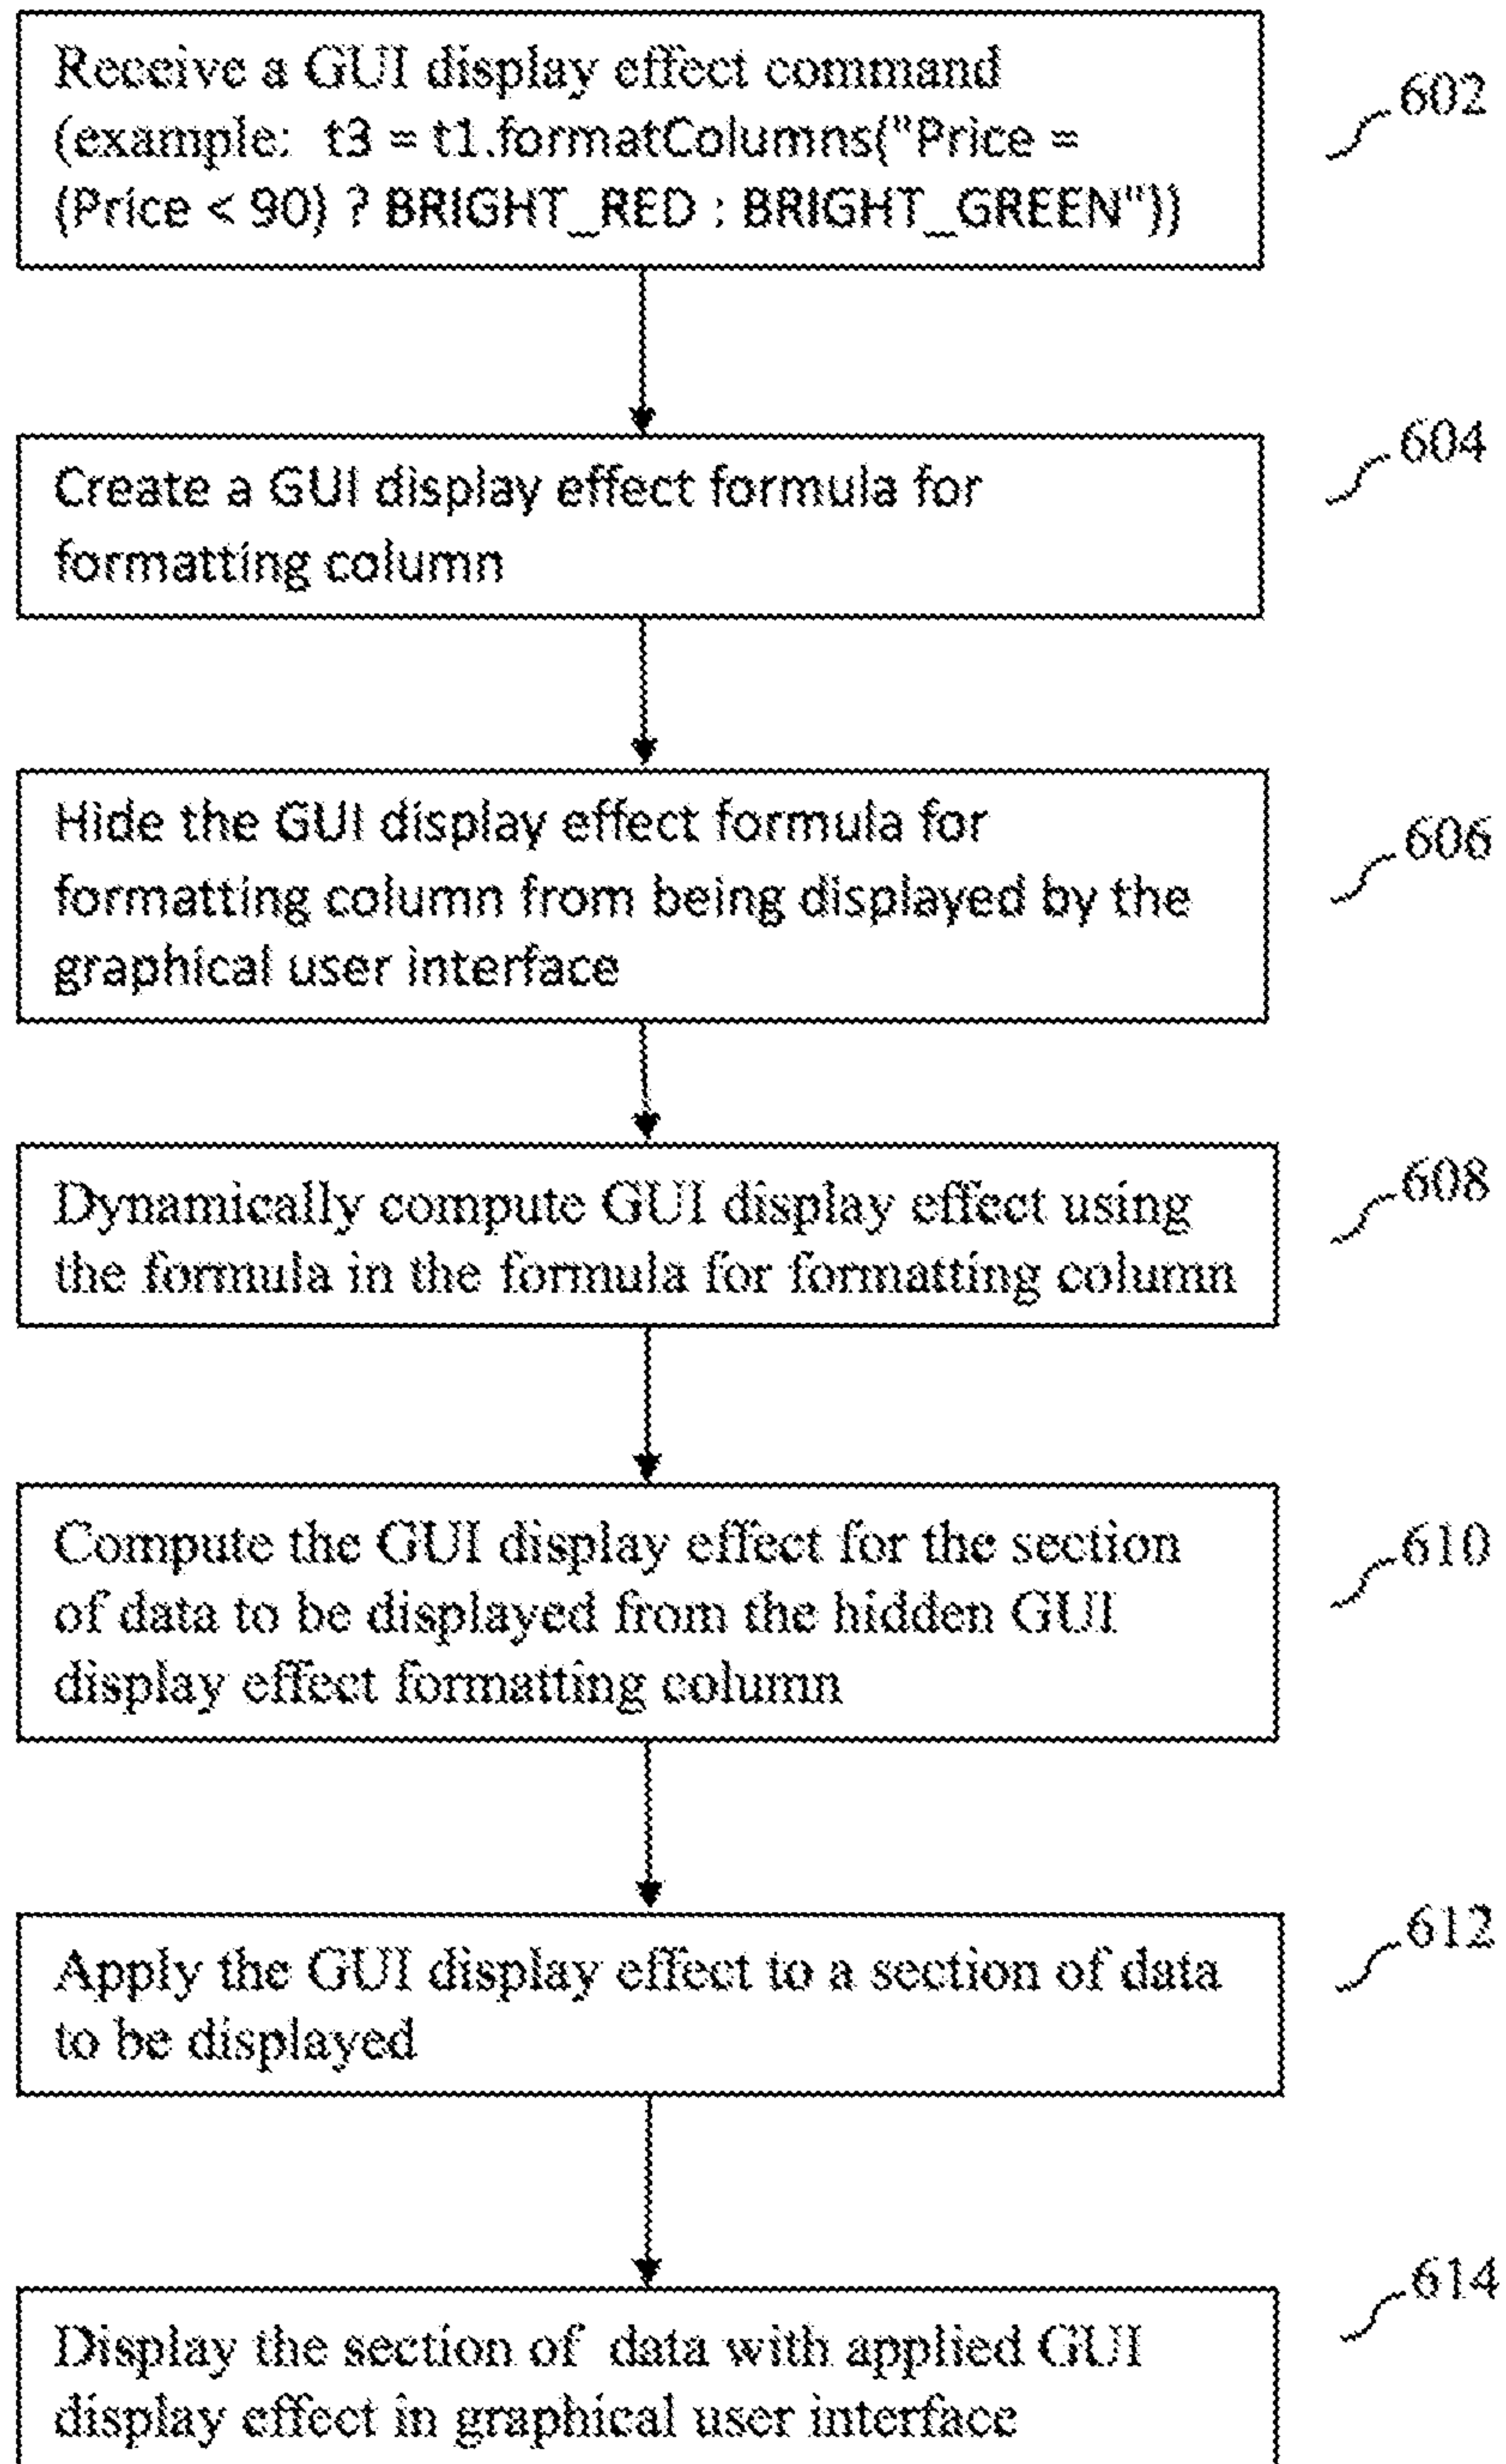 Receive a GUI display effect command
(example: t3 = t1.formatColumns("Price =
(Price < 90) ? BRIGHT_RED : BRIGHT_GREEN"))
602
Create a GUI display effect formula for
formatting column
604
Hide the GUI display effect formula for
formatting column from being displayed by the
graphical user interface
606
Dynamically compute GUI display effect using
the formula in the formula for formatting column
608
Compute the GUI display effect for the section
of data to be displayed from the hidden GUI
display effect formatting column
610
Apply the GUI display effect to a section of data
to be displayed
612
Display the section of data with applied GUI
display effect in graphical user interface
614